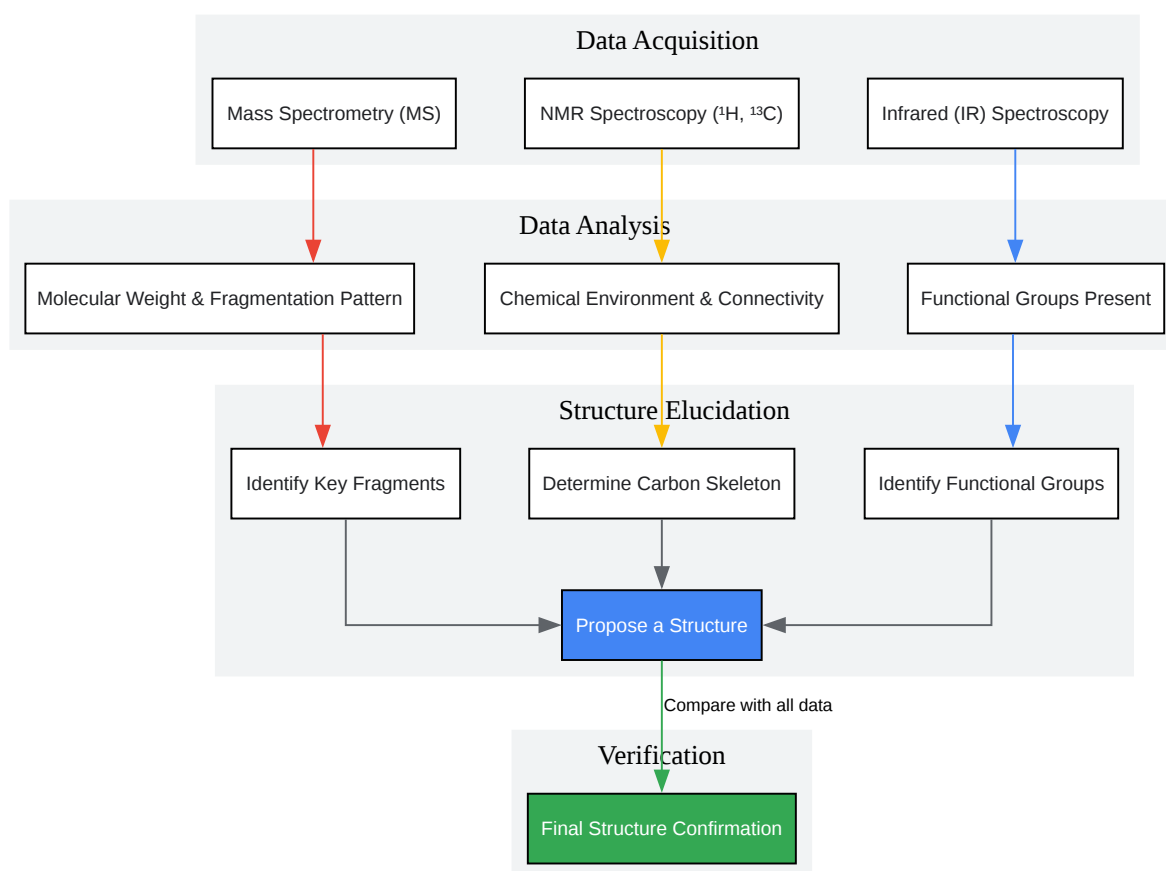 Data Acquisition
Mass Spectrometry (MS)
NMR Spectroscopy (¹H, ¹³C)
Infrared (IR) Spectroscopy
Data Analysis
Molecular Weight & Fragmentation Pattern
Chemical Environment & Connectivity
Functional Groups Present
Structure Elucidation
Identify Key Fragments
Determine Carbon Skeleton
Identify Functional Groups
Propose a Structure
Compare with all data
Verification
Final Structure Confirmation